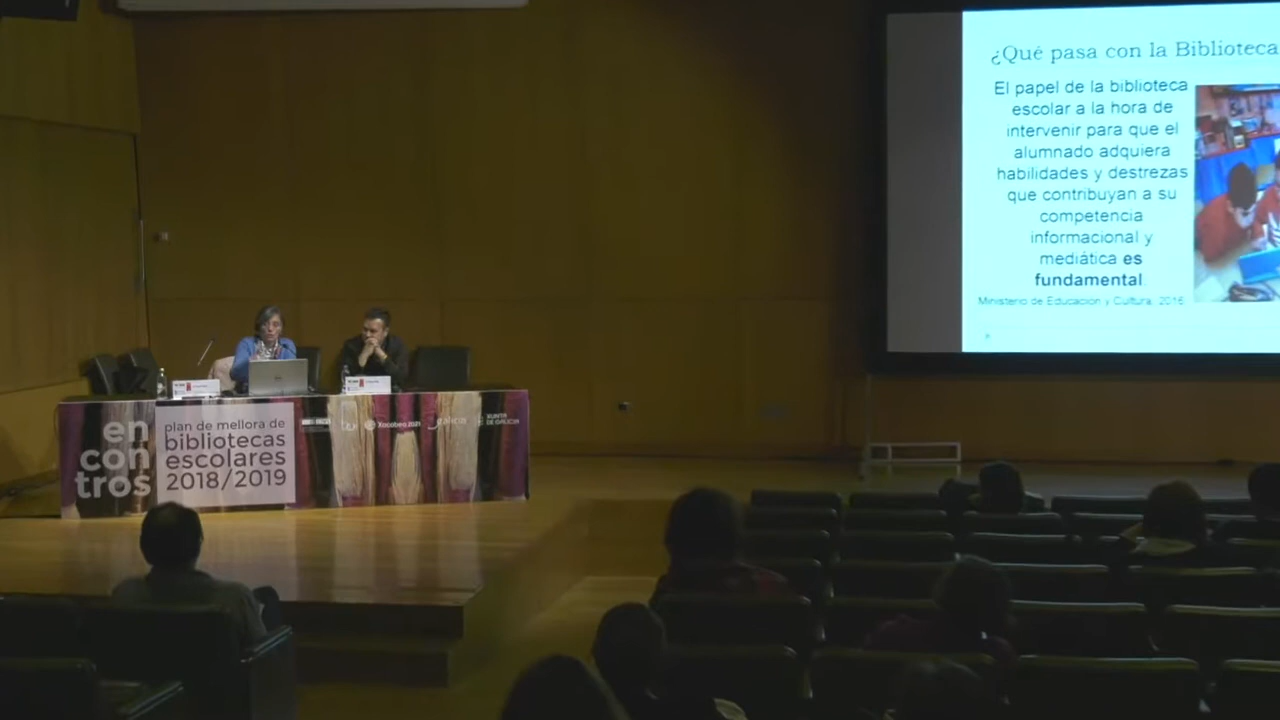 ¿Qué pasa con la Biblioteca
El papel de la biblioteca
escolar a la hora de
intervenir para que el
alumnado adquiera
habilidades y destrezas
que contribuyan a su
competencia
informacional y
mediática es
fundamental
Ministerio de Educación y Cultura, 2016
en
con
tros
plan de mellora de
bibliotecas
escolares
2018/2019
Xacobeo 2021
galicia
XUNTA
DE GALICIA